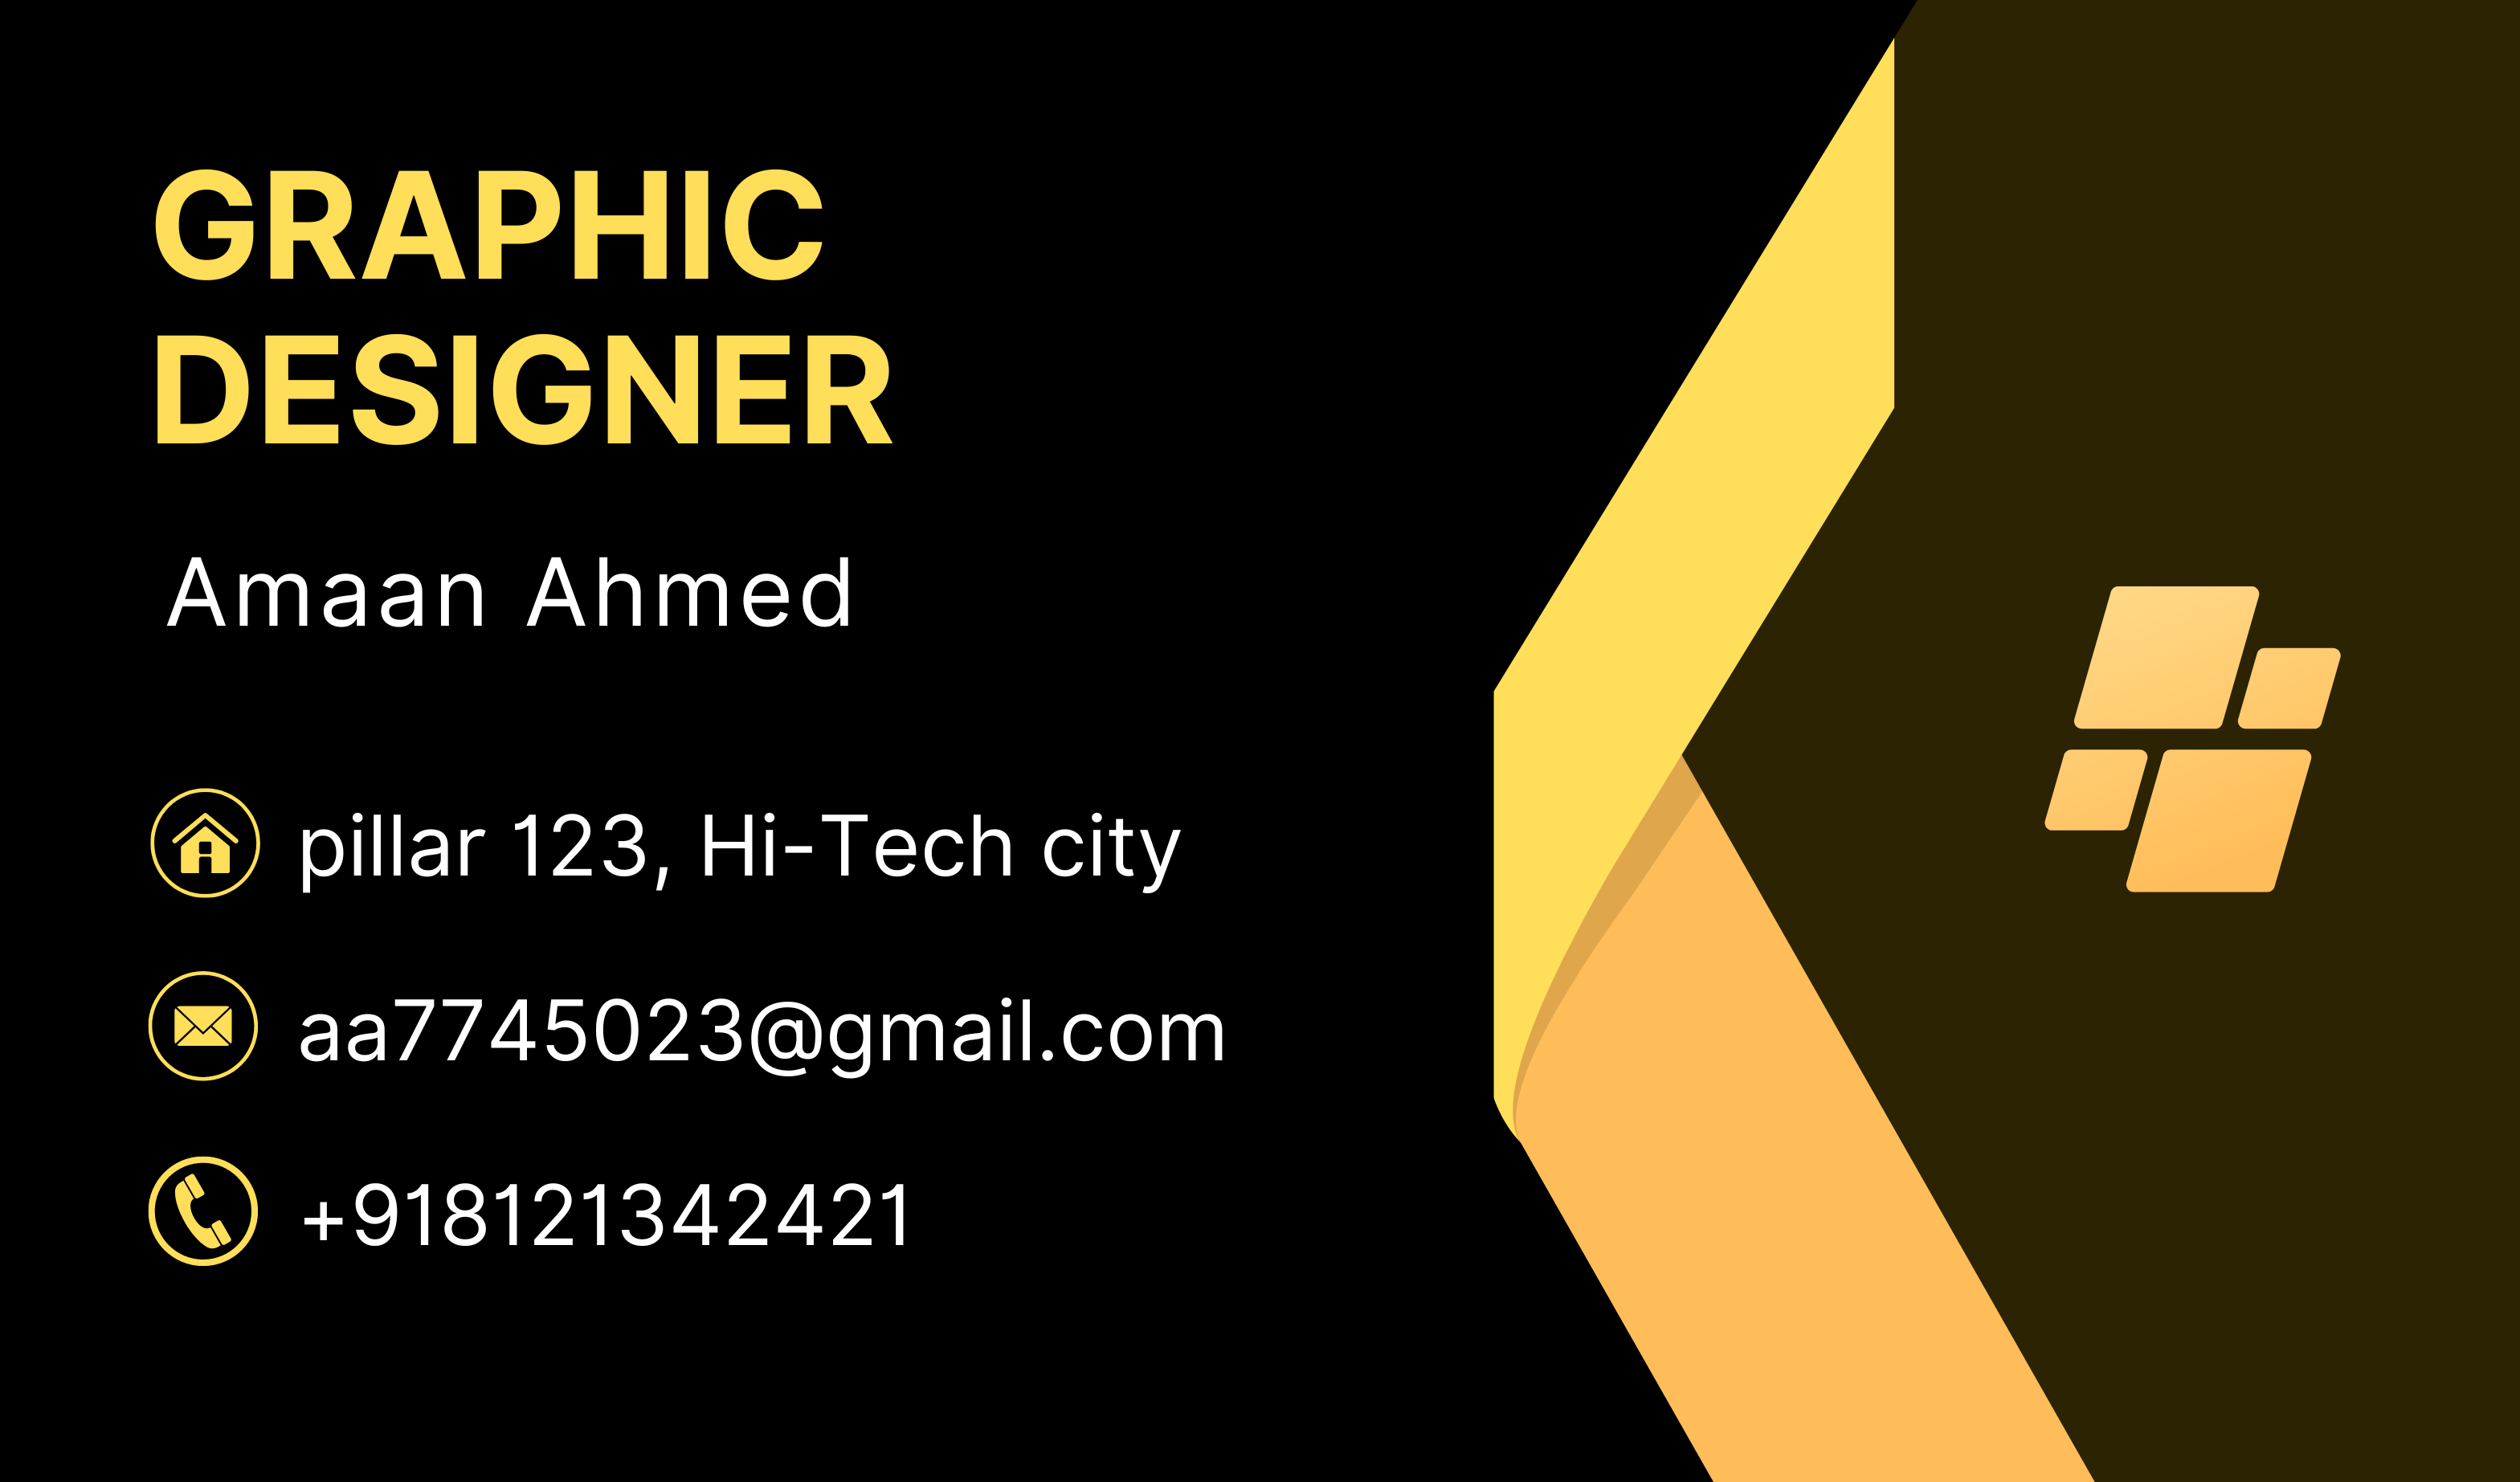 GRAPHIC
DESIGNER
Amaan Ahmed
pillar 123, Hi-Tech city
aa7745023@gmail.com
+918121342421